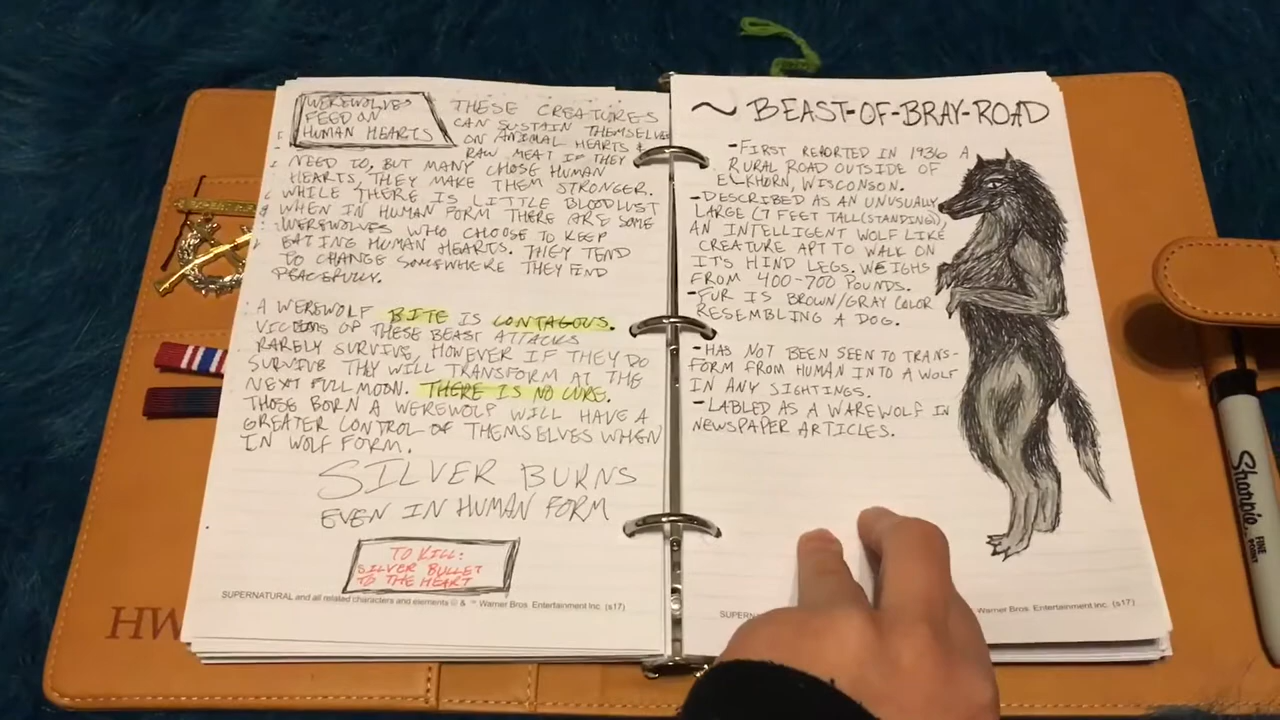 WEREWOLVES
FEED ON
HUMAN HEARTS
THESE CREATURES
CAN SUSTAIN THEMSELVES
ON ANIMAL HEARTS &
RAW MEAT IF THEY
NEED TO, BUT MANY CHOSE HUMAN
HEARTS, THEY MAKE THEM STRONGER.
WHILE THERE IS LITTLE BLOODLUST
WHEN IN HUMAN FORM THERE ARE SOME
WEREWOLVES WHO CHOOSE TO KEEP
EATING HUMAN HEARTS. THEY TEND
TO CHANGE SOMEWHERE THEY FIND
PEACEFULLY.
A WEREWOLF BITE IS CONTAGOUS.
VICTIMS OF THESE BEAST ATTACKS
RARELY SURVIVE, HOWEVER IF THEY DO
SURVIVE THEY WILL TRANSFORM AT THE
NEXT FULL MOON. THERE IS NO CURE.
THOSE BORN A WEREWOLF WILL HAVE A
GREATER CONTROL OF THEMSELVES WHEN
IN WOLF FORM.
SILVER BURNS
EVEN IN HUMAN FORM
TO KILL:
SILVER BULLET
TO THE HEART
SUPERNATURAL and all related characters and elements © & ™ Warner Bros. Entertainment Inc. (s17)
HW
~ BEAST-OF-BRAY-ROAD
-FIRST REPORTED IN 1936 A
RURAL ROAD OUTSIDE OF
ELKHORN, WISCONSON.
-DESCRIBED AS AN UNUSUALLY
LARGE (7 FEET TALL(STANDING)),
AN INTELLIGENT WOLF LIKE
CREATURE APT TO WALK ON
IT'S HIND LEGS. WEIGHS
FROM 400-700 POUNDS.
-FUR IS BROWN/GRAY COLOR
RESEMBLING A DOG.
-HAS NOT BEEN SEEN TO TRANS-
FORM FROM HUMAN INTO A WOLF
IN ANY SIGHTINGS.
-LABLED AS A WAREWOLF IN
NEWSPAPER ARTICLES.
SUPERN
Warner Bros. Entertainment Inc. (s17)
Sharpie
FINE
POINT